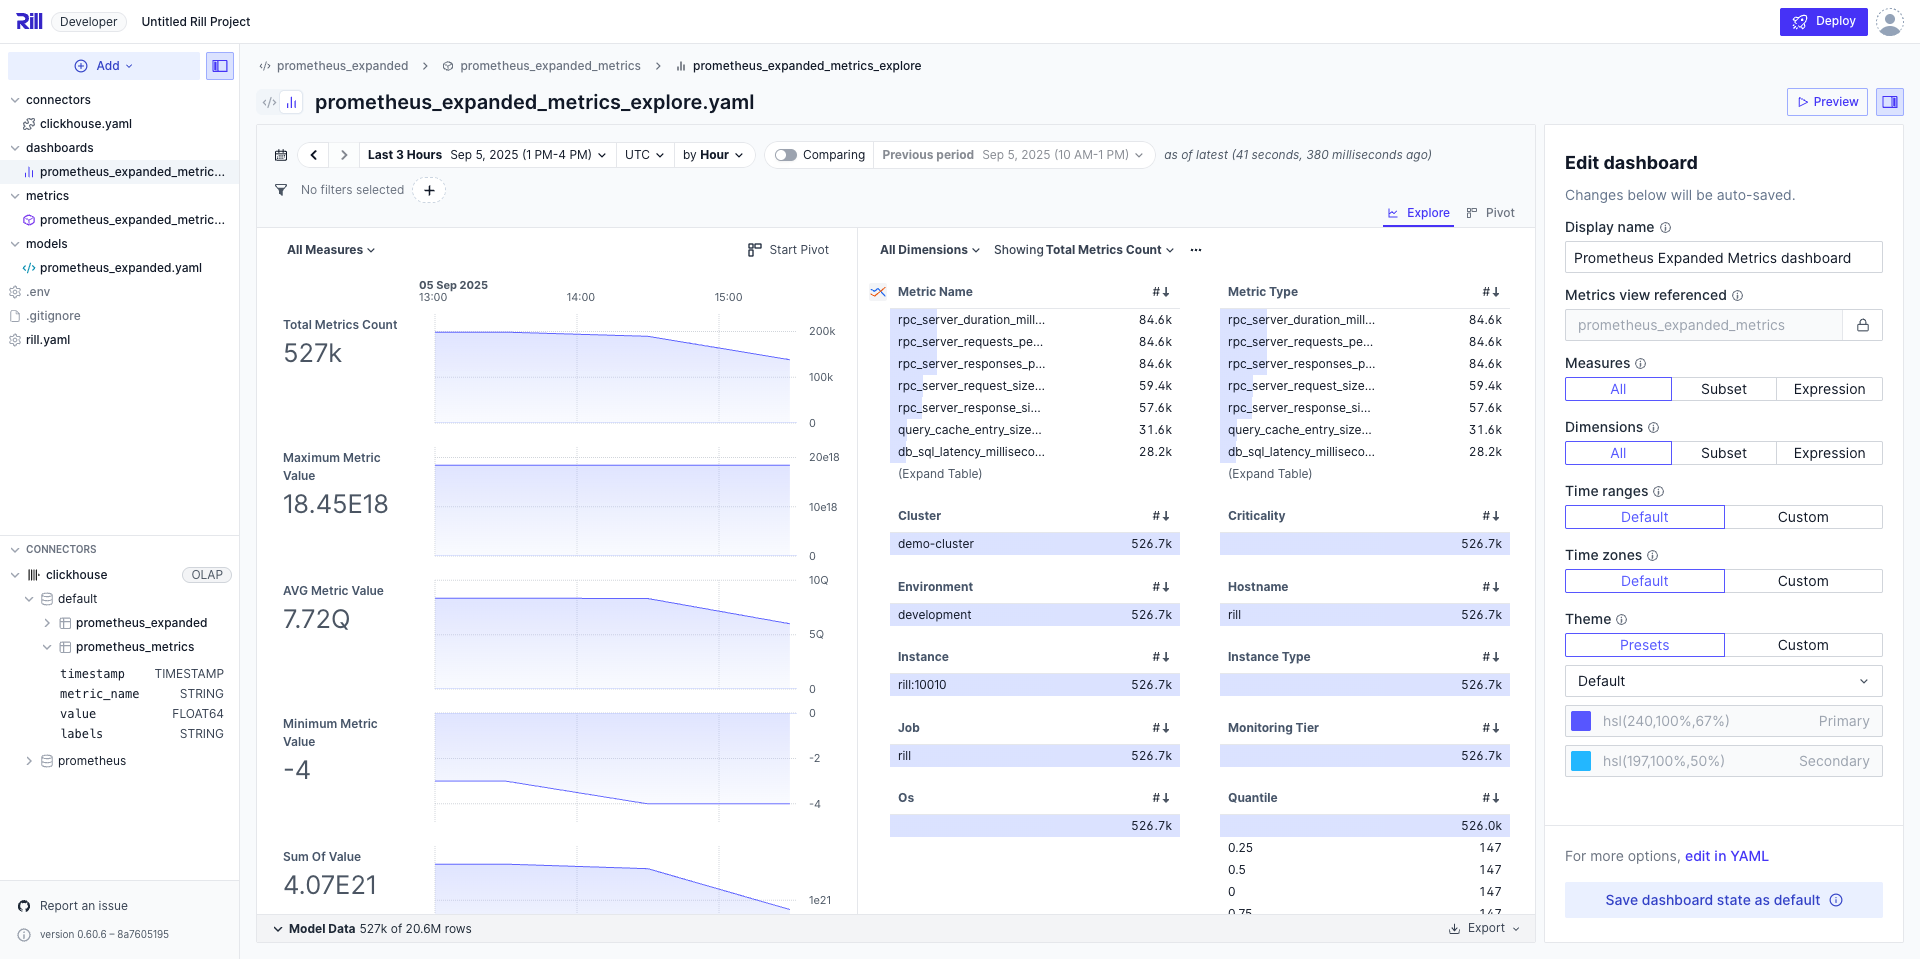 Rill Developer Untitled Rill Project Deploy
Add
connectors
clickhouse.yaml
dashboards
prometheus_expanded_metric...
metrics
prometheus_expanded_metric...
models
prometheus_expanded.yaml
.env
.gitignore
rill.yaml
CONNECTORS
clickhouse OLAP
default
prometheus_expanded
prometheus_metrics
timestamp TIMESTAMP
metric_name STRING
value FLOAT64
labels STRING
prometheus
Report an issue
version 0.60.6 – 8a7605195
prometheus_expanded prometheus_expanded_metrics prometheus_expanded_metrics_explore
prometheus_expanded_metrics_explore.yaml Preview
Last 3 Hours Sep 5, 2025 (1 PM-4 PM) UTC by Hour Comparing Previous period Sep 5, 2025 (10 AM-1 PM) as of latest (41 seconds, 380 milliseconds ago)
No filters selected +
Explore Pivot
All Measures Start Pivot
05 Sep 2025
13:00 14:00 15:00
Total Metrics Count
527k
200k
100k
0
Maximum Metric
Value
18.45E18
20e18
10e18
0
AVG Metric Value
7.72Q
10Q
5Q
0
Minimum Metric
Value
-4
0
-2
-4
Sum Of Value
4.07E21
1e21
All Dimensions Showing Total Metrics Count
Metric Name #
rpc_server_duration_mill... 84.6k
rpc_server_requests_pe... 84.6k
rpc_server_responses_p... 84.6k
rpc_server_request_size... 59.4k
rpc_server_response_si... 57.6k
query_cache_entry_size... 31.6k
db_sql_latency_milliseco... 28.2k
(Expand Table)
Metric Type #
rpc_server_duration_mill... 84.6k
rpc_server_requests_pe... 84.6k
rpc_server_responses_p... 84.6k
rpc_server_request_size... 59.4k
rpc_server_response_si... 57.6k
query_cache_entry_size... 31.6k
db_sql_latency_milliseco... 28.2k
(Expand Table)
Cluster #
demo-cluster 526.7k
Criticality #
526.7k
Environment #
development 526.7k
Hostname #
rill 526.7k
Instance #
rill:10010 526.7k
Instance Type #
526.7k
Job #
rill 526.7k
Monitoring Tier #
526.7k
Os #
526.7k
Quantile #
526.0k
0.25 147
0.5 147
0 147
0.75 147
Model Data 527k of 20.6M rows Export
Edit dashboard
Changes below will be auto-saved.
Display name
Prometheus Expanded Metrics dashboard
Metrics view referenced
prometheus_expanded_metrics
Measures
All Subset Expression
Dimensions
All Subset Expression
Time ranges
Default Custom
Time zones
Default Custom
Theme
Presets Custom
Default
hsl(240,100%,67%) Primary
hsl(197,100%,50%) Secondary
For more options, edit in YAML
Save dashboard state as default